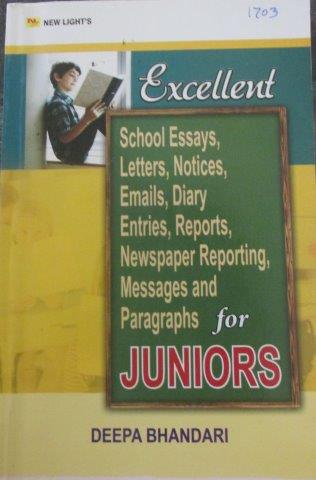 1703
NL NEW LIGHT'S
Excellent
School Essays,
Letters, Notices,
Emails, Diary
Entries, Reports,
Newspaper Reporting,
Messages and
Paragraphs for
JUNIORS
DEEPA BHANDARI